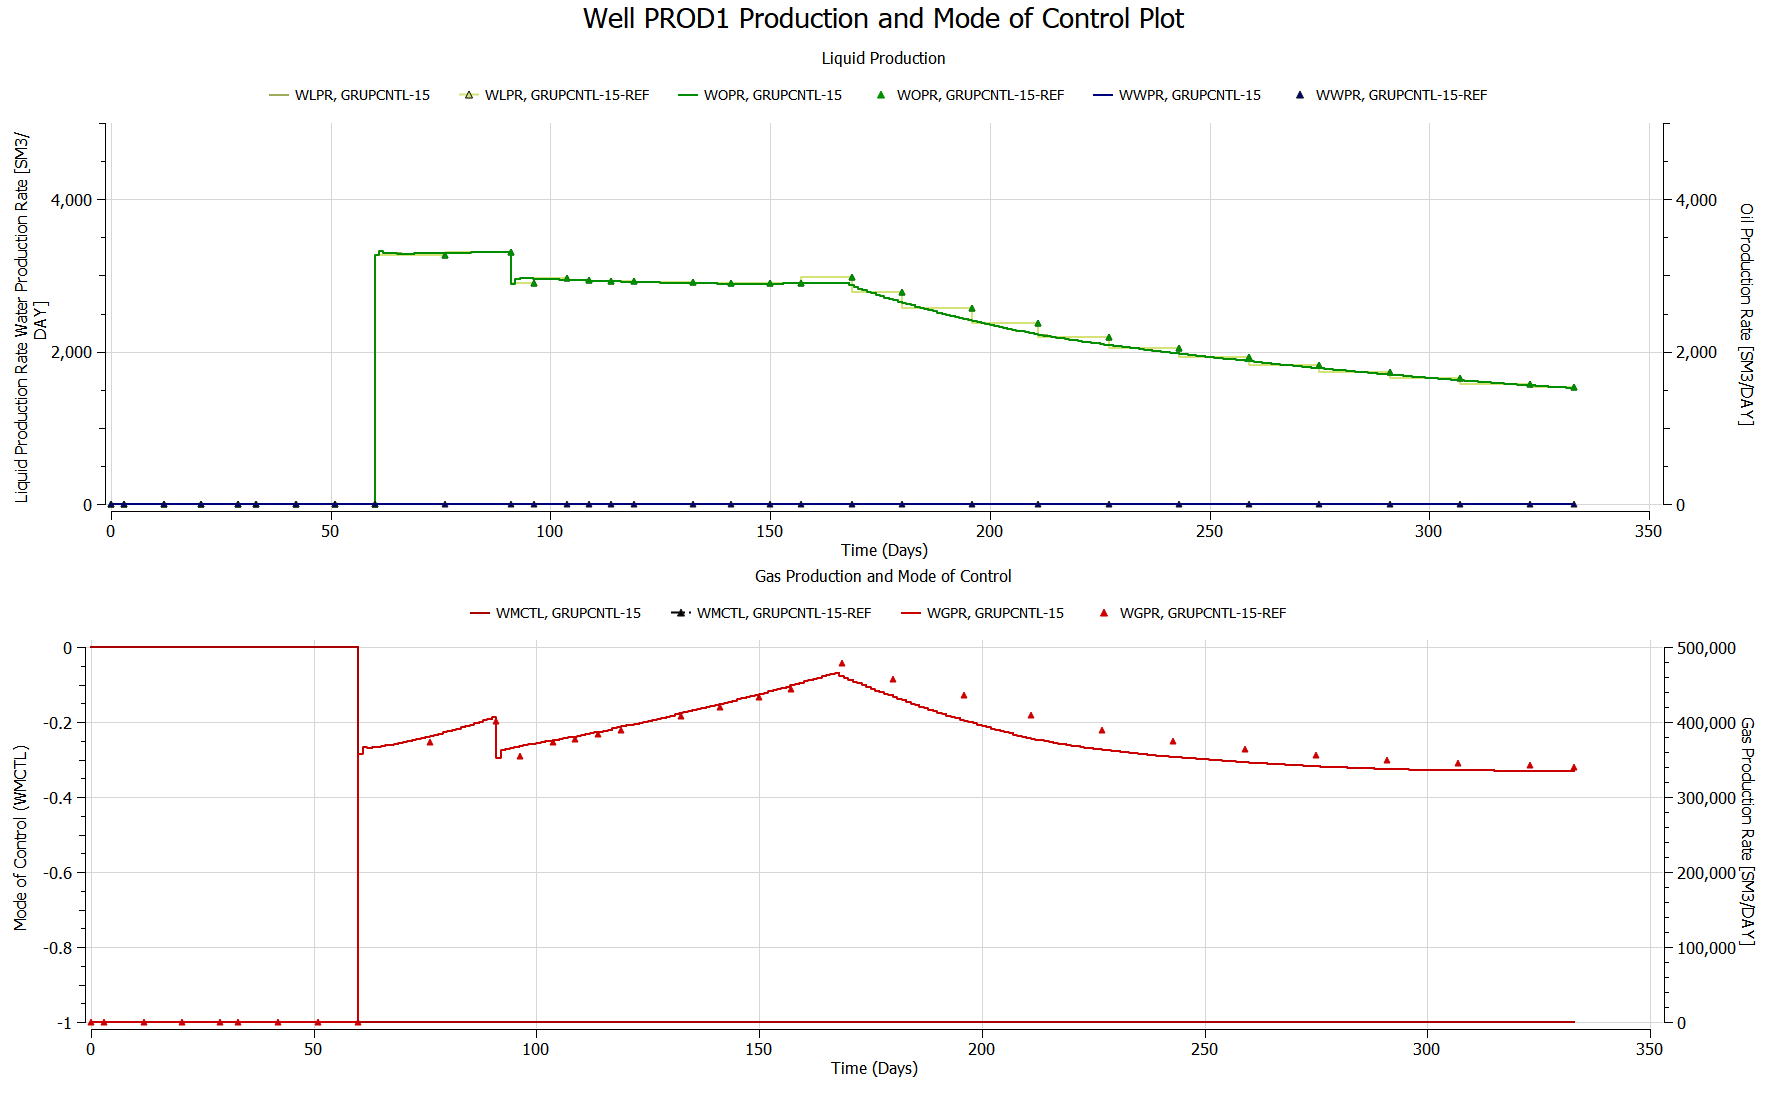 Well PROD1 Production and Mode of Control Plot
Liquid Production
WLPR, GRUPCNTL-15 WLPR, GRUPCNTL-15-REF WOPR, GRUPCNTL-15 WOPR, GRUPCNTL-15-REF WWPR, GRUPCNTL-15 WWPR, GRUPCNTL-15-REF
Liquid Production Rate Water Production Rate [SM3/
DAY]
4,000
2,000
0
4,000
2,000
0
Oil Production Rate [SM3/DAY]
0 50 100 150 200 250 300 350
Time (Days)
Gas Production and Mode of Control
WMCTL, GRUPCNTL-15 WMCTL, GRUPCNTL-15-REF WGPR, GRUPCNTL-15 WGPR, GRUPCNTL-15-REF
Mode of Control (WMCTL)
0
-0.2
-0.4
-0.6
-0.8
-1
500,000
400,000
300,000
200,000
100,000
0
Gas Production Rate [SM3/DAY]
0 50 100 150 200 250 300 350
Time (Days)